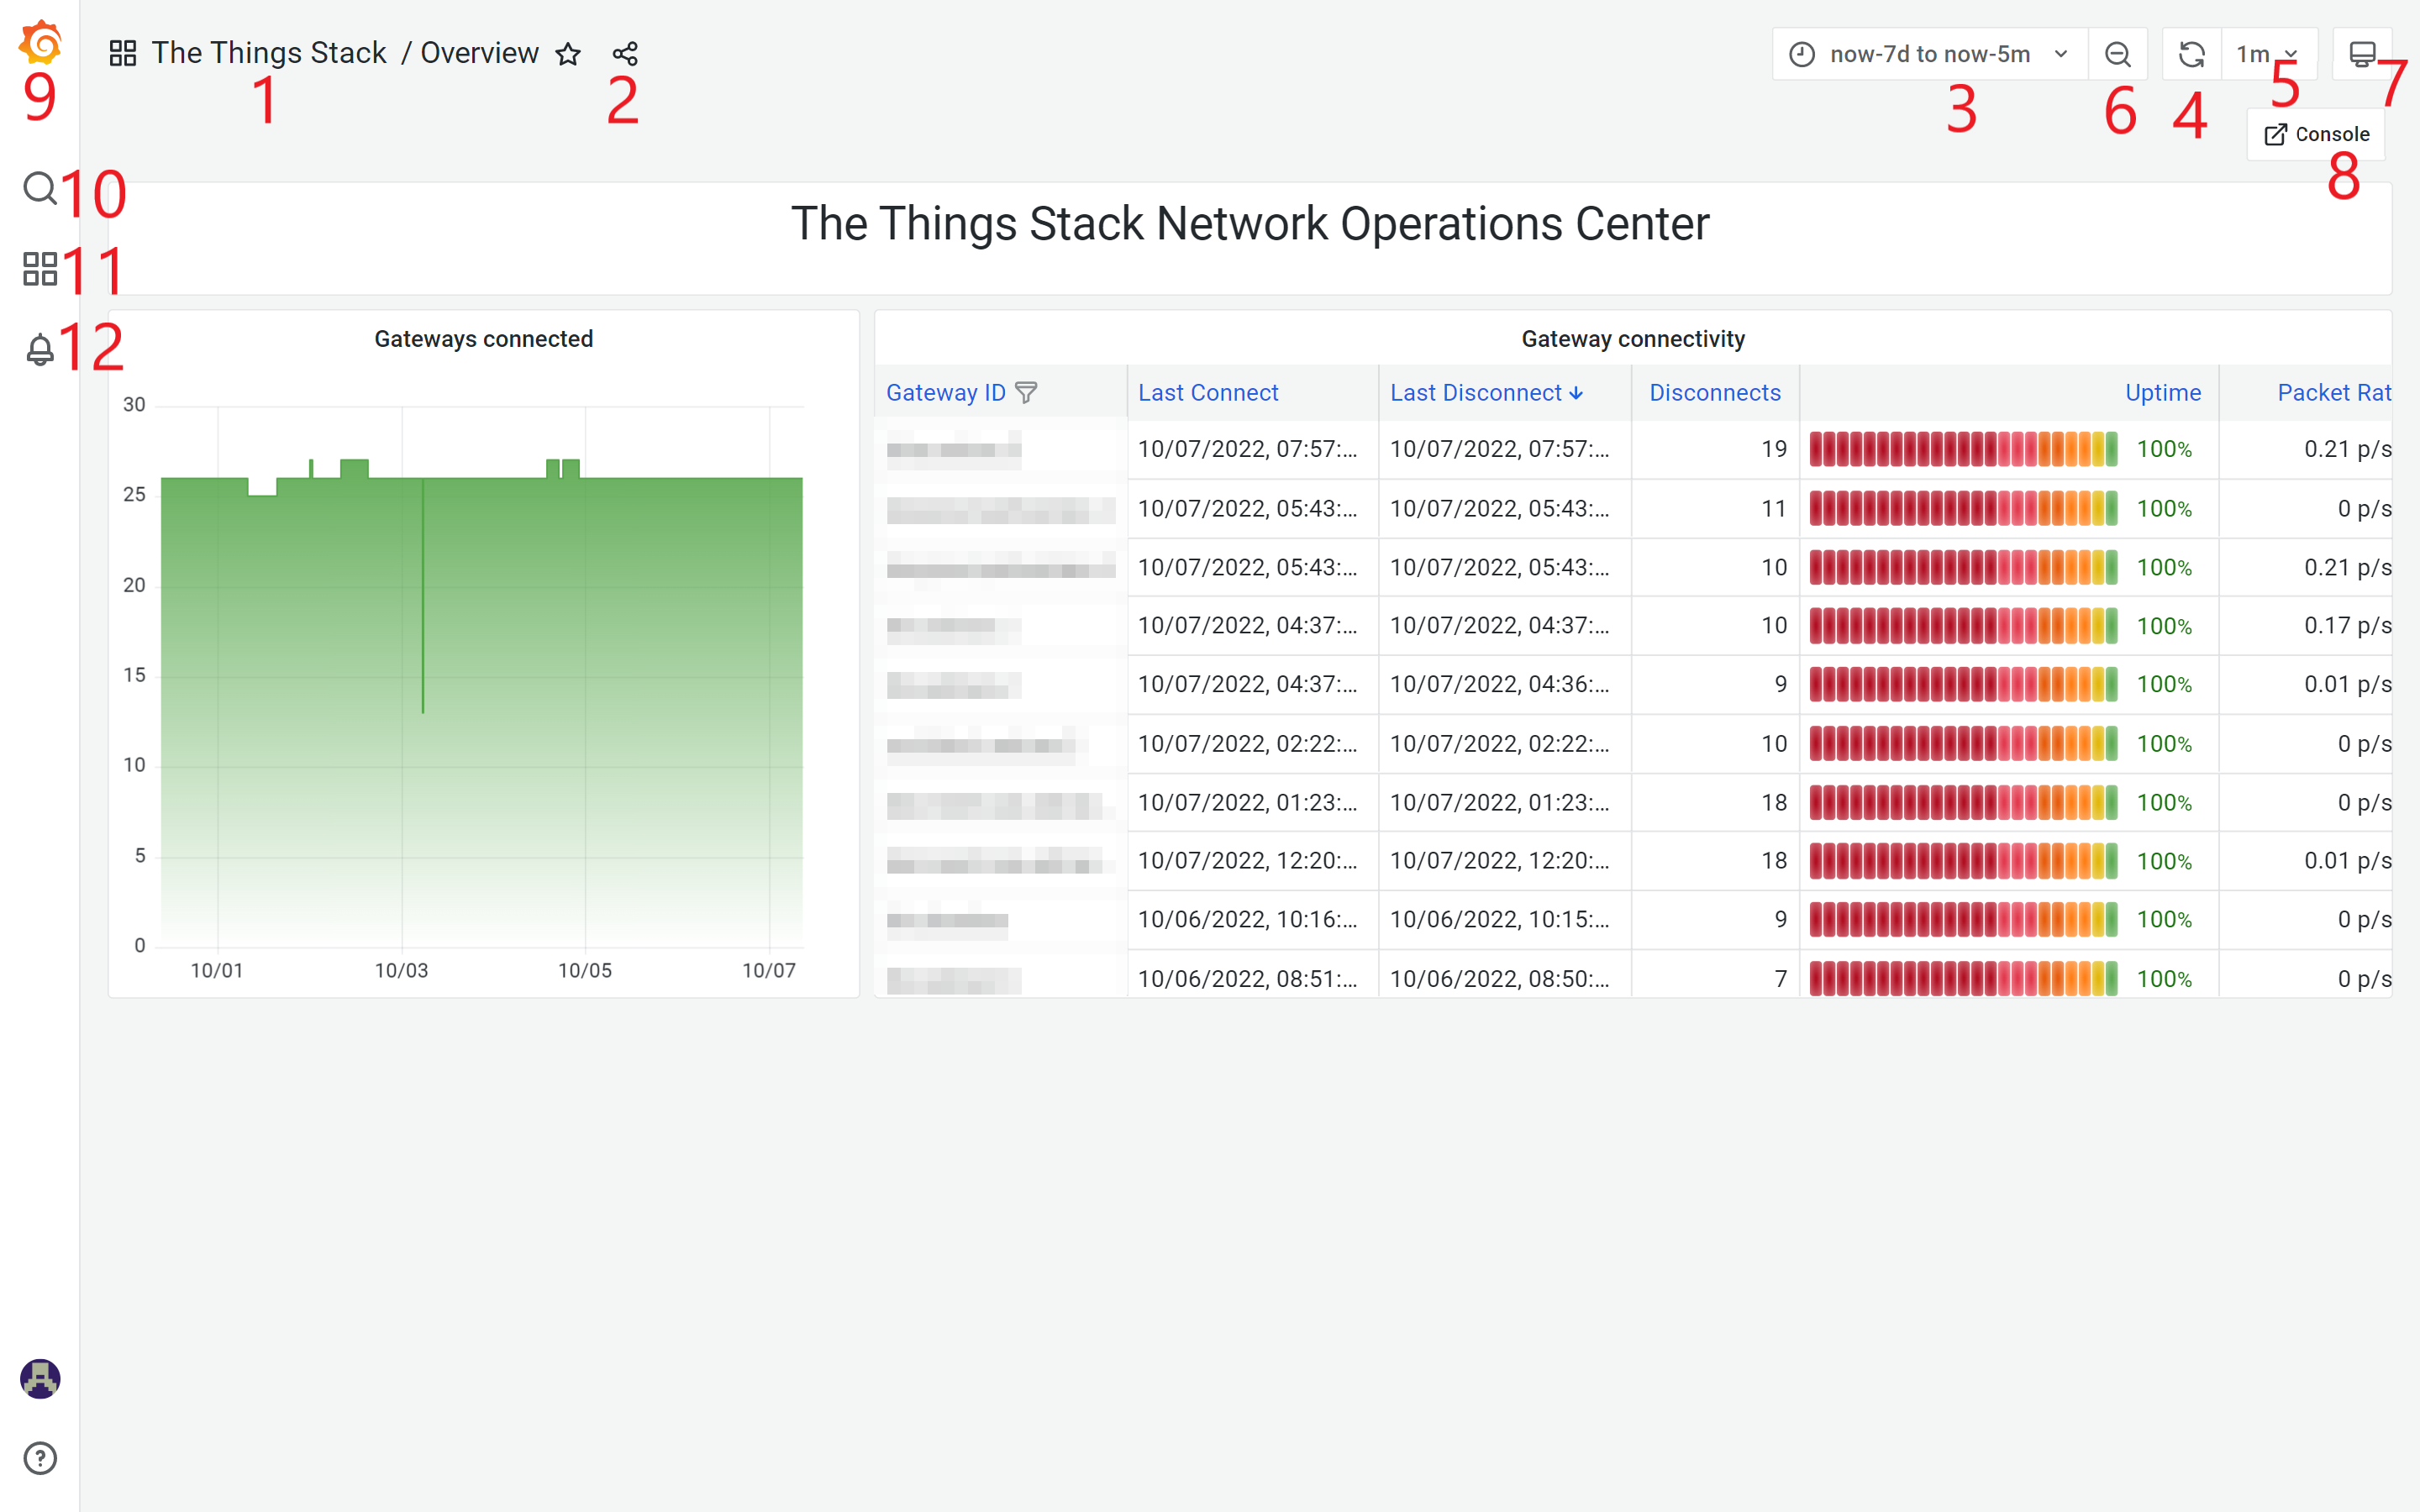 The Things Stack / Overview
now-7d to now-5m
1m
9
1
2
3
6
4
5
7
Console
8
10
11
12
The Things Stack Network Operations Center
Gateways connected
30
25
20
15
10
5
0
10/01 10/03 10/05 10/07
Gateway connectivity
Gateway ID Last Connect Last Disconnect Disconnects Uptime Packet Rat
10/07/2022, 07:57:... 10/07/2022, 07:57:... 19 100% 0.21 p/s
10/07/2022, 05:43:... 10/07/2022, 05:43:... 11 100% 0 p/s
10/07/2022, 05:43:... 10/07/2022, 05:43:... 10 100% 0.21 p/s
10/07/2022, 04:37:... 10/07/2022, 04:37:... 10 100% 0.17 p/s
10/07/2022, 04:37:... 10/07/2022, 04:36:... 9 100% 0.01 p/s
10/07/2022, 02:22:... 10/07/2022, 02:22:... 10 100% 0 p/s
10/07/2022, 01:23:... 10/07/2022, 01:23:... 18 100% 0 p/s
10/07/2022, 12:20:... 10/07/2022, 12:20:... 18 100% 0.01 p/s
10/06/2022, 10:16:... 10/06/2022, 10:15:... 9 100% 0 p/s
10/06/2022, 08:51:... 10/06/2022, 08:50:... 7 100% 0 p/s
?